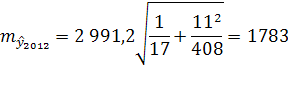 m_{ŷ_{2012}} = 2 991,2√(1/17 + 11²/408) = 1783